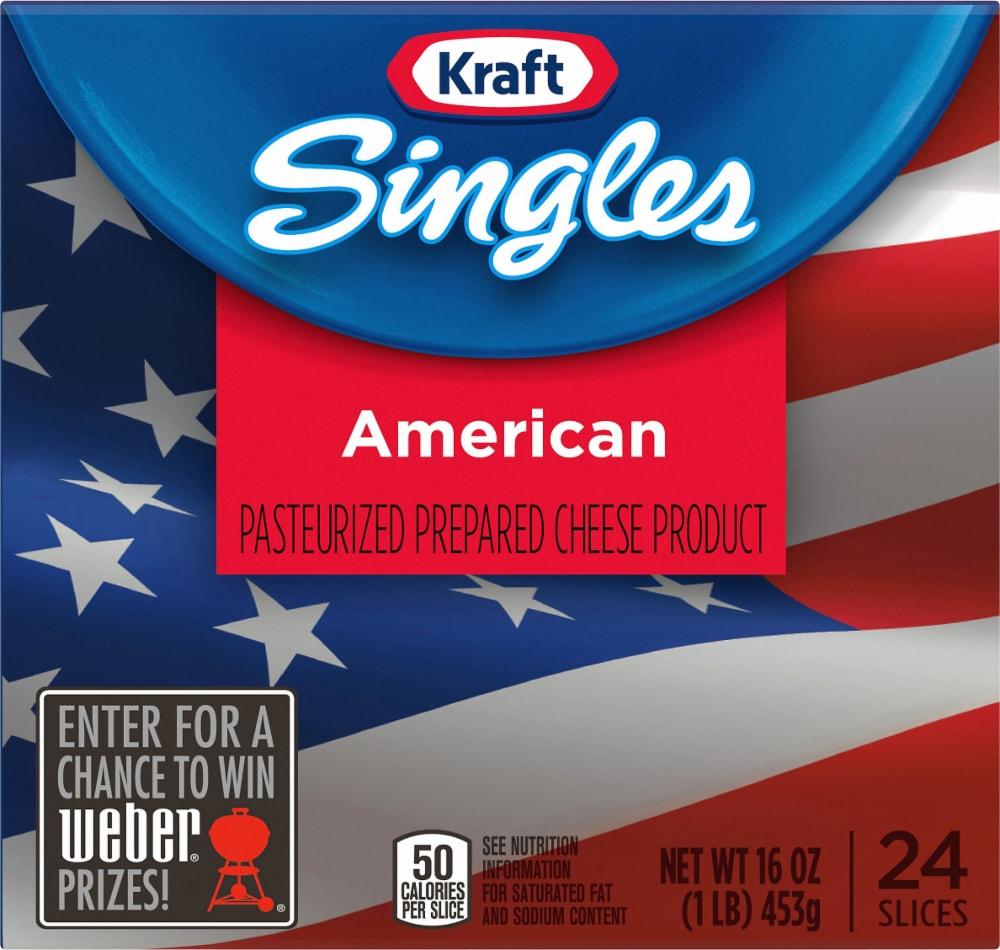 Kraft
Singles
American
PASTEURIZED PREPARED CHEESE PRODUCT
ENTER FOR A
CHANCE TO WIN
weber®
PRIZES!
®
50
CALORIES
PER SLICE
SEE NUTRITION
INFORMATION
FOR SATURATED FAT
AND SODIUM CONTENT
NET WT 16 OZ
(1 LB) 453g
24
SLICES